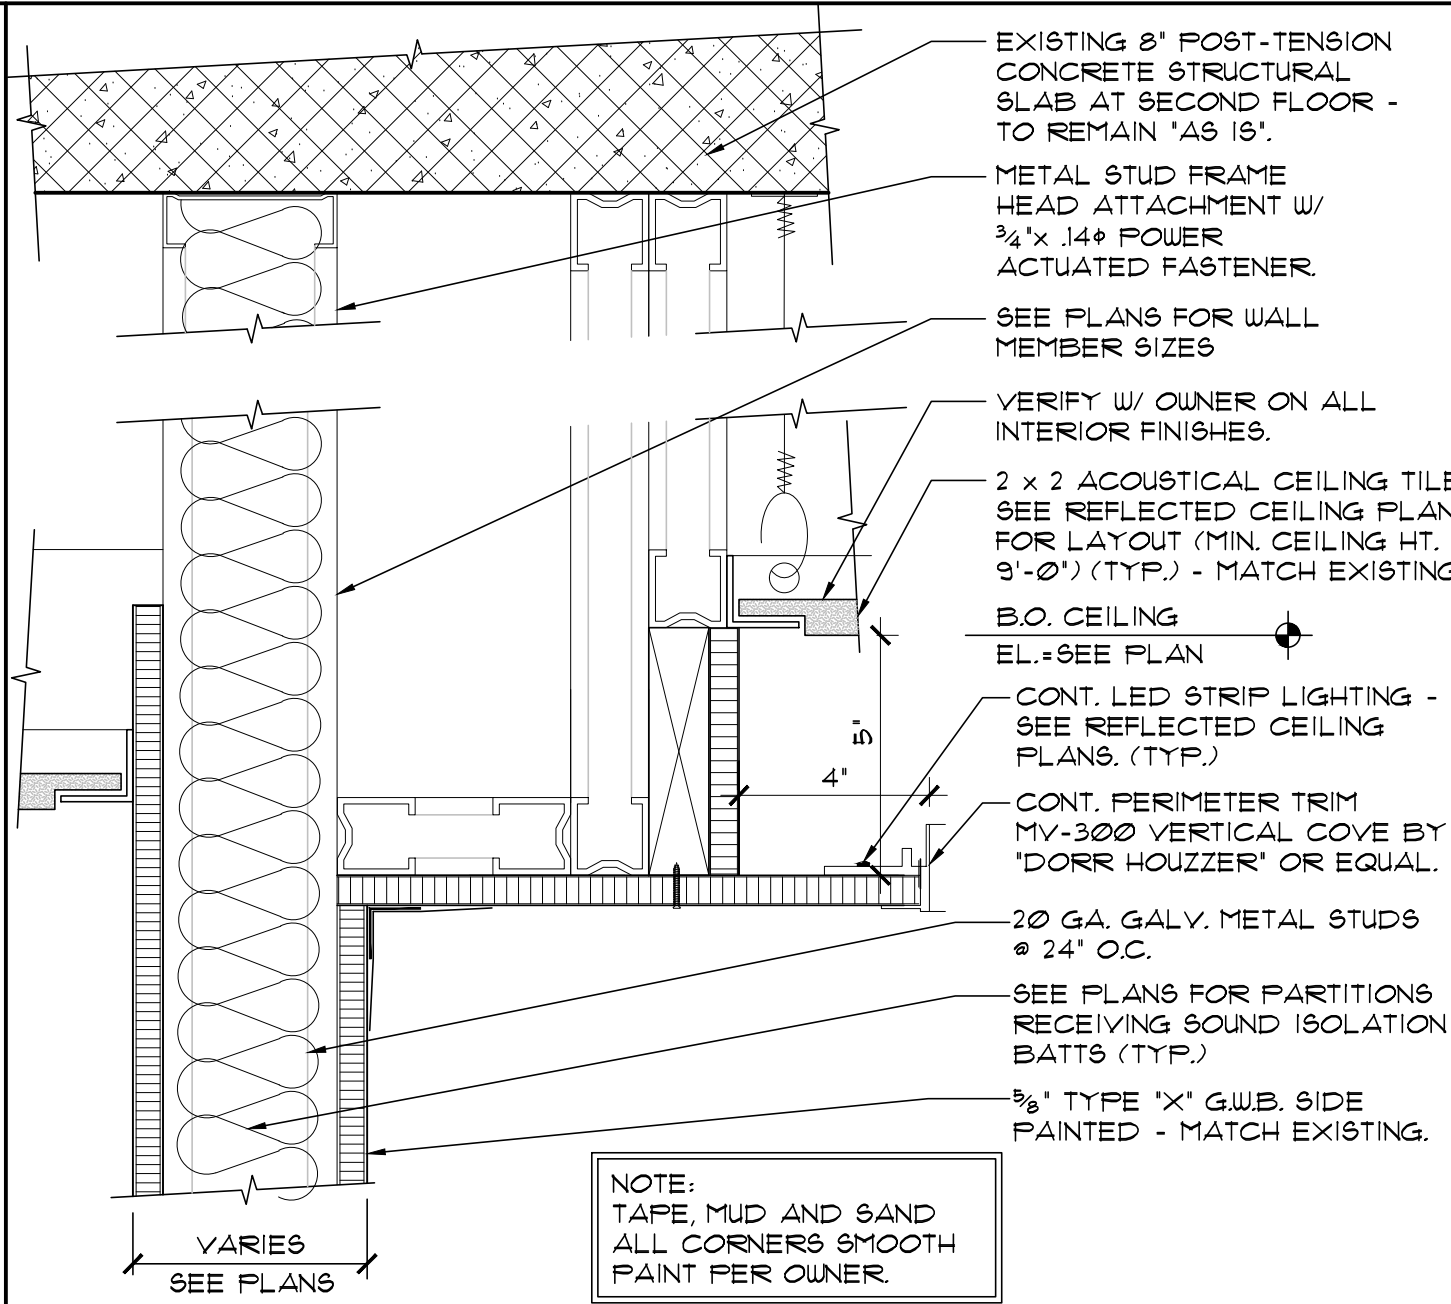 EXISTING 8" POST-TENSION
CONCRETE STRUCTURAL
SLAB AT SECOND FLOOR -
TO REMAIN "AS IS".
METAL STUD FRAME
HEAD ATTACHMENT W/
3/4"x .14φ POWER
ACTUATED FASTENER.
SEE PLANS FOR WALL
MEMBER SIZES
VERIFY W/ OWNER ON ALL
INTERIOR FINISHES.
2 x 2 ACOUSTICAL CEILING TILE
SEE REFLECTED CEILING PLAN
FOR LAYOUT (MIN. CEILING HT.
9'-0") (TYP.) - MATCH EXISTING
B.O. CEILING
EL.=SEE PLAN
5"
4"
CONT. LED STRIP LIGHTING -
SEE REFLECTED CEILING
PLANS. (TYP.)
CONT. PERIMETER TRIM
MV-300 VERTICAL COVE BY
"DORR HOUZZER" OR EQUAL.
20 GA. GALV. METAL STUDS
@ 24" O.C.
SEE PLANS FOR PARTITIONS
RECEIVING SOUND ISOLATION
BATTS (TYP.)
5/8" TYPE "X" G.W.B. SIDE
PAINTED - MATCH EXISTING.
NOTE:
TAPE, MUD AND SAND
ALL CORNERS SMOOTH
PAINT PER OWNER.
VARIES
SEE PLANS